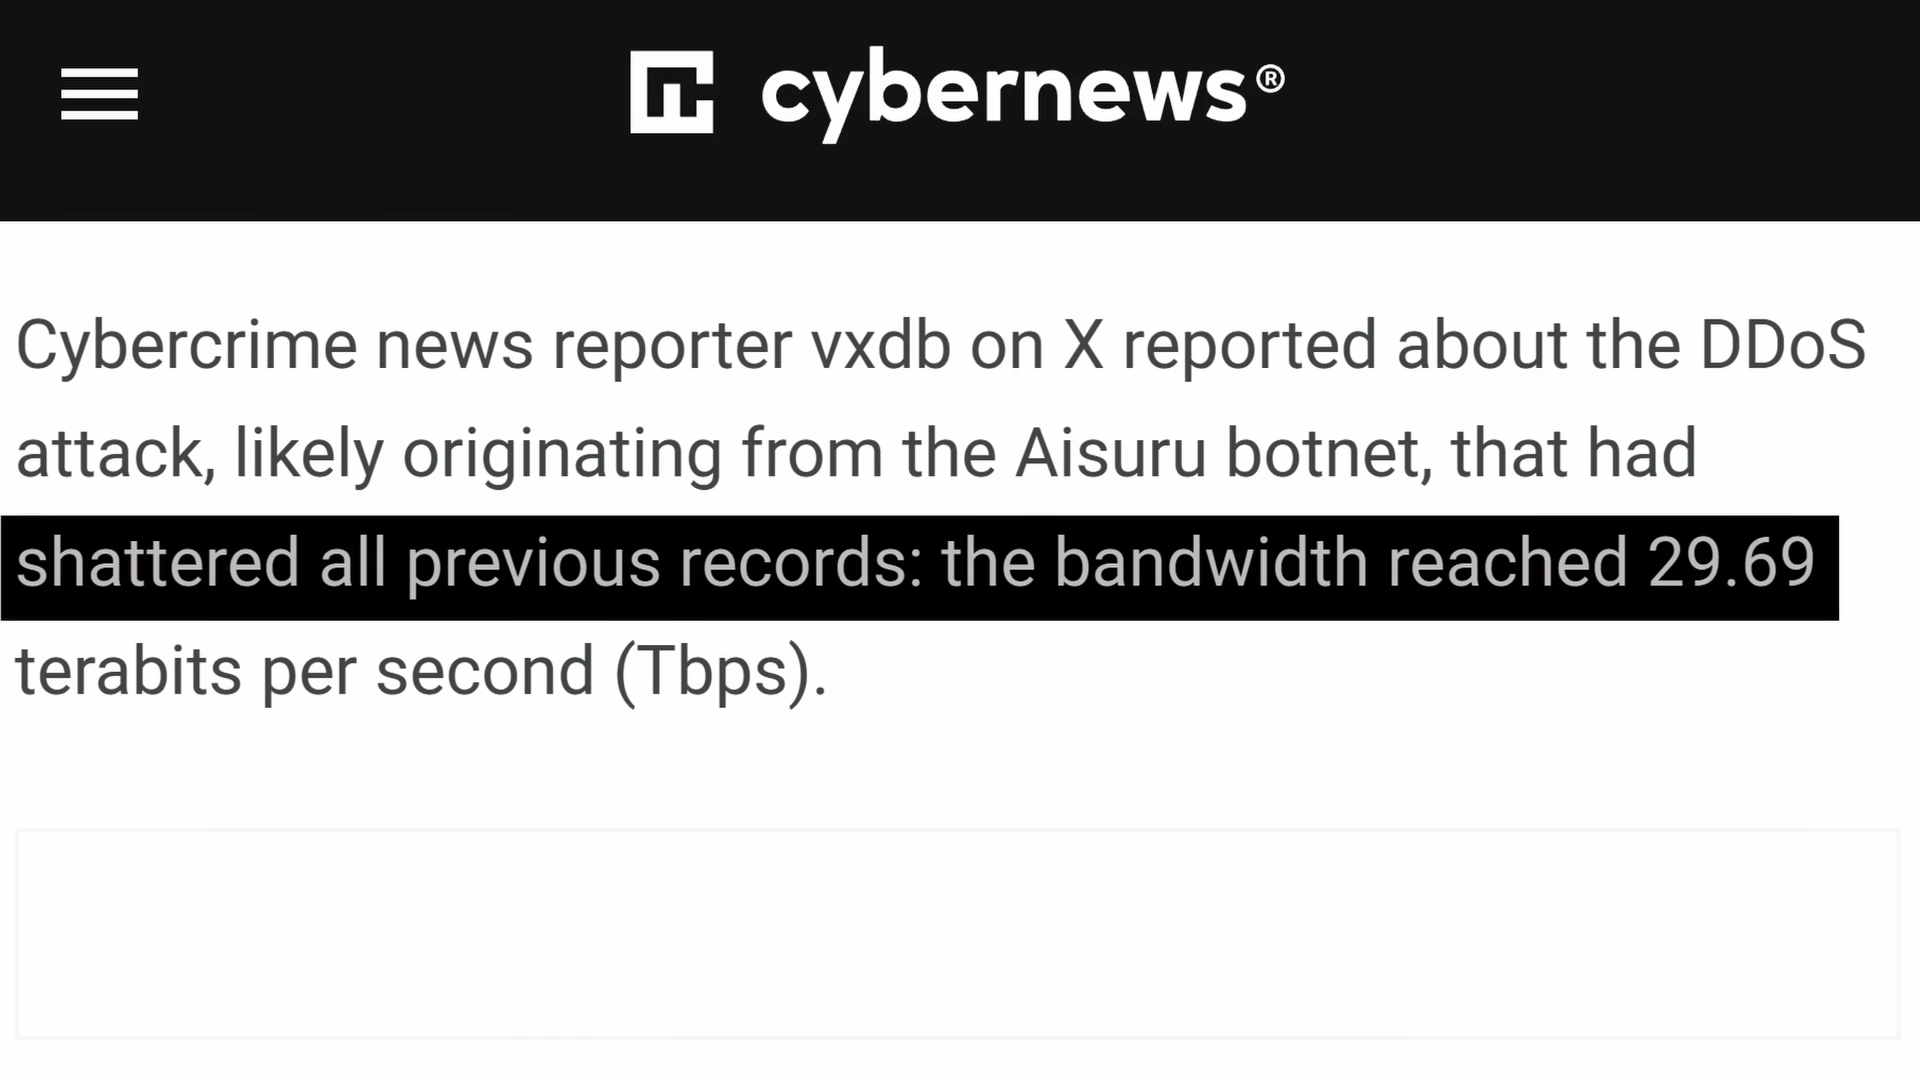 cybernews®
Cybercrime news reporter vxdb on X reported about the DDoS
attack, likely originating from the Aisuru botnet, that had
shattered all previous records: the bandwidth reached 29.69
terabits per second (Tbps).